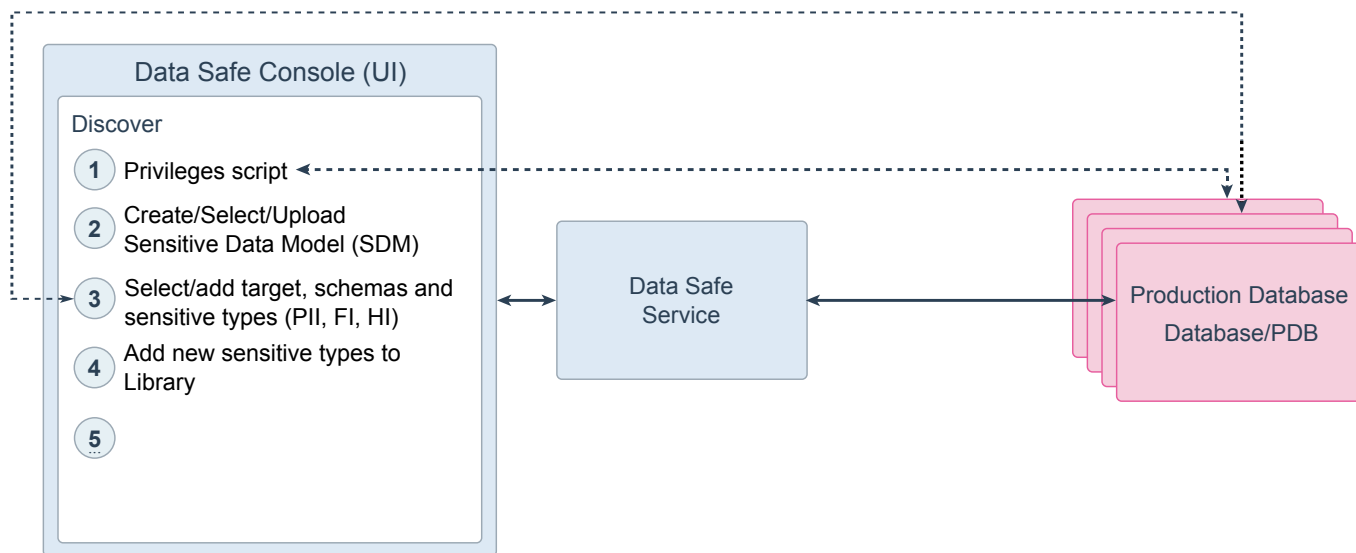 Data Safe Console (UI)
Discover
1 Privileges script
2 Create/Select/Upload
Sensitive Data Model (SDM)
3 Select/add target, schemas and
sensitive types (PII, FI, HI)
4 Add new sensitive types to
Library
5
Data Safe
Service
Production Database
Database/PDB